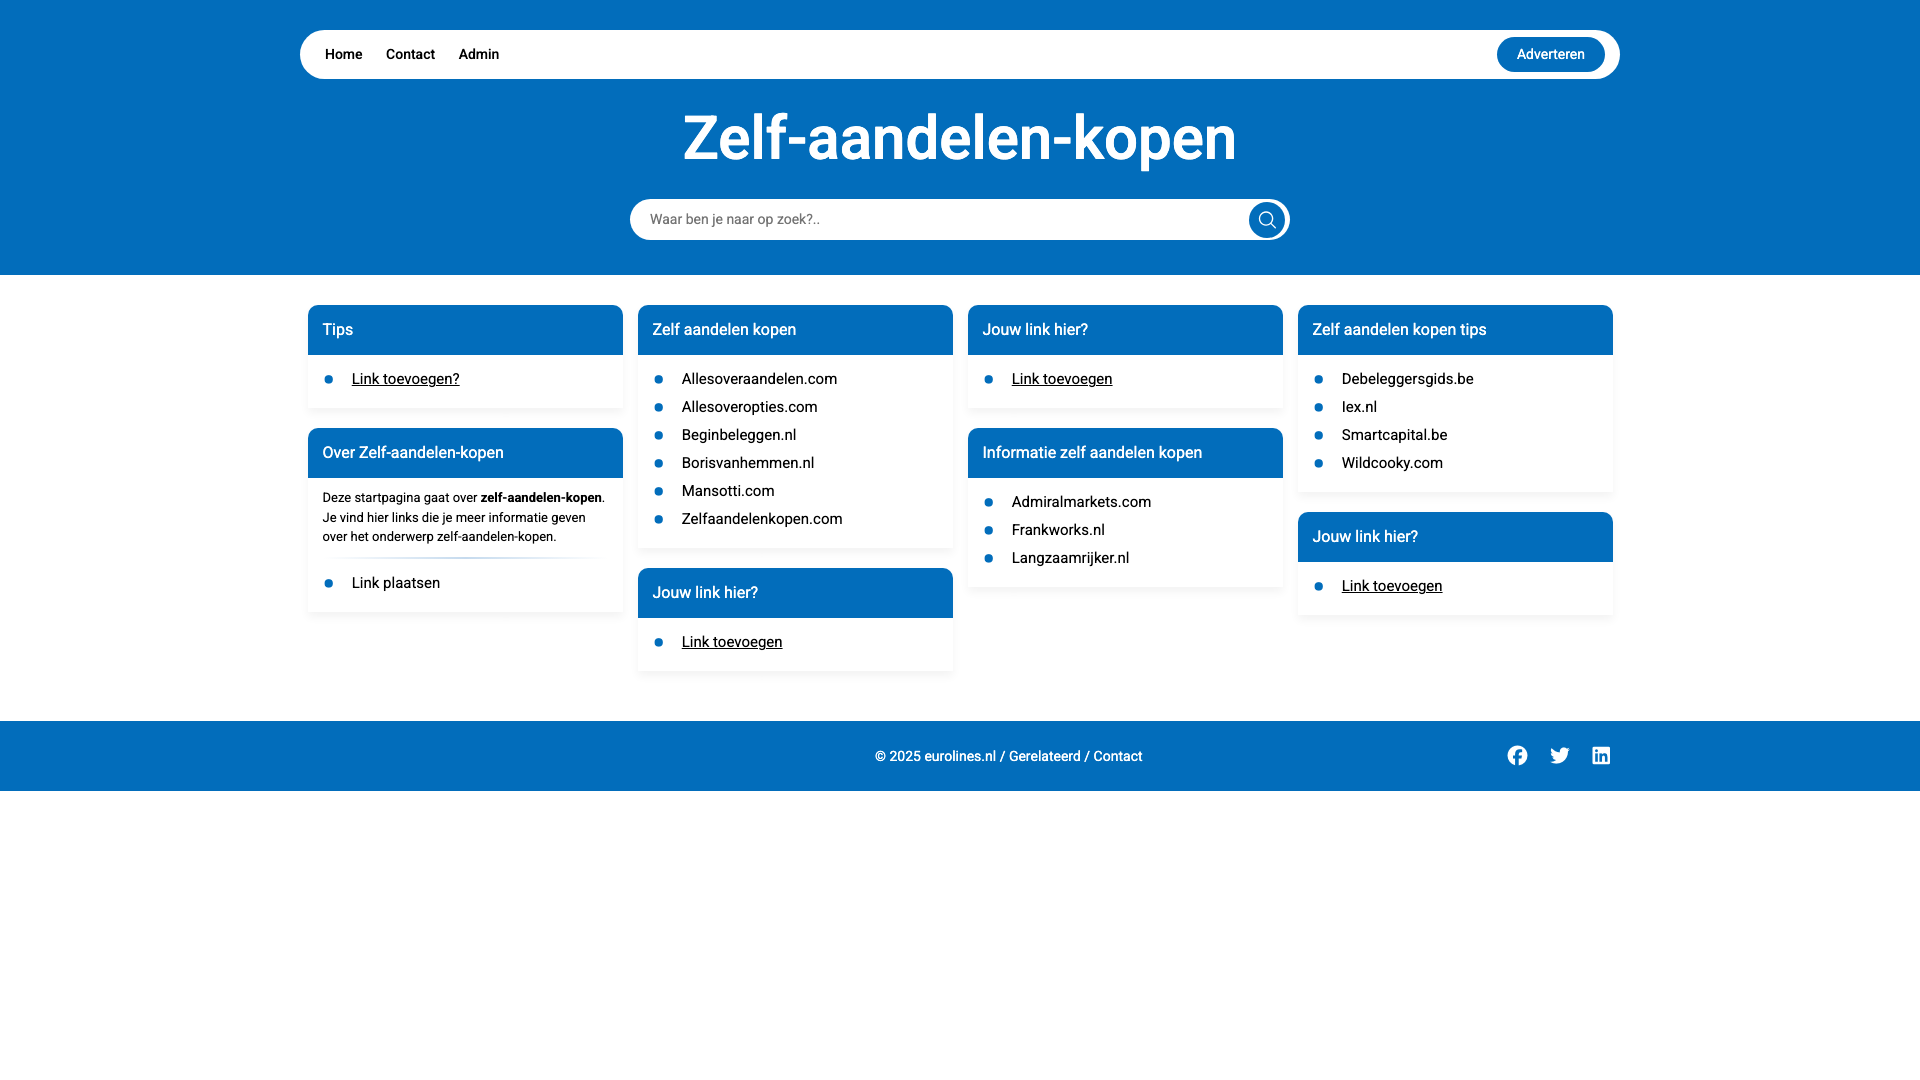 Home
Contact
Admin
Adverteren
Zelf-aandelen-kopen
Waar ben je naar op zoek?..
Tips
Link toevoegen?
Over Zelf-aandelen-kopen
Deze startpagina gaat over zelf-aandelen-kopen.
Je vind hier links die je meer informatie geven
over het onderwerp zelf-aandelen-kopen.
Link plaatsen
Zelf aandelen kopen
Allesoveraandelen.com
Allesoveropties.com
Beginbeleggen.nl
Borisvanhemmen.nl
Mansotti.com
Zelfaandelenkopen.com
Jouw link hier?
Link toevoegen
Jouw link hier?
Link toevoegen
Informatie zelf aandelen kopen
Admiralmarkets.com
Frankworks.nl
Langzaamrijker.nl
Zelf aandelen kopen tips
Debeleggersgids.be
Iex.nl
Smartcapital.be
Wildcooky.com
Jouw link hier?
Link toevoegen
© 2025 eurolines.nl / Gerelateerd / Contact